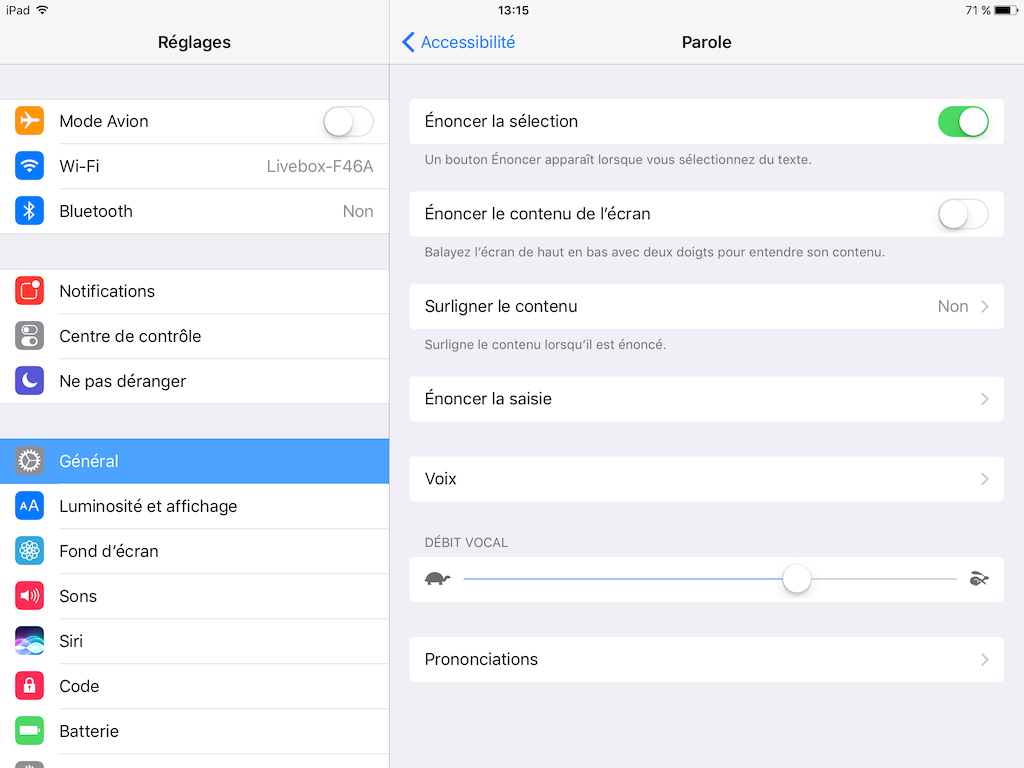 iPad
13:15
71 %
Réglages
Accessibilité
Parole
Mode Avion
Wi-Fi
Livebox-F46A
Bluetooth
Non
Notifications
Centre de contrôle
Ne pas déranger
Général
AA
Luminosité et affichage
Fond d’écran
Sons
Siri
Code
Batterie
Énoncer la sélection
Un bouton Énoncer apparaît lorsque vous sélectionnez du texte.
Énoncer le contenu de l’écran
Balayez l’écran de haut en bas avec deux doigts pour entendre son contenu.
Surligner le contenu
Non
Surligne le contenu lorsqu’il est énoncé.
Énoncer la saisie
Voix
DÉBIT VOCAL
Prononciations